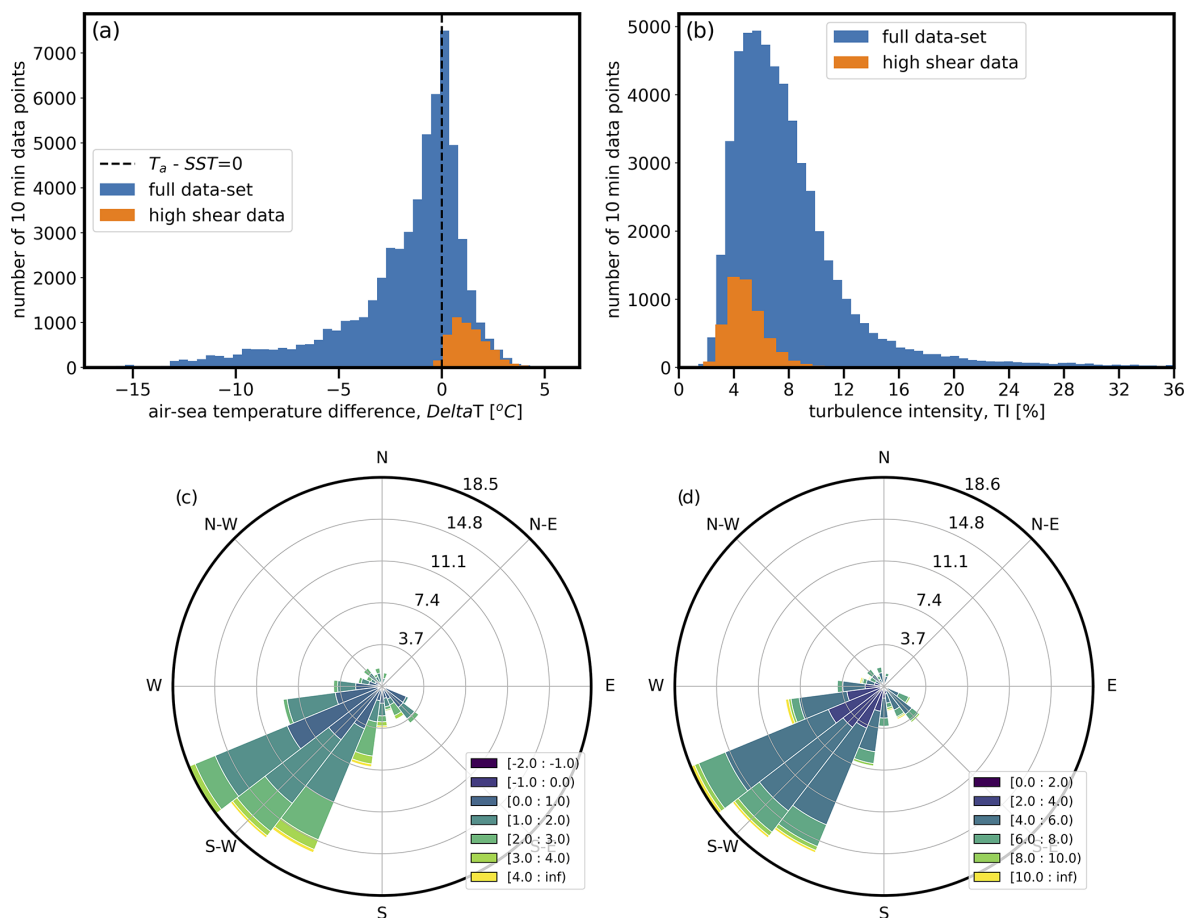 (a)
number of 10 min data points
7000
6000
5000
4000
3000
2000
1000
0
T_a - SST=0
full data-set
high shear data
−15
−10
−5
0
5
air-sea temperature difference, DeltaT [°C]
(b)
number of 10 min data points
5000
4000
3000
2000
1000
0
full data-set
high shear data
0
4
8
12
16
20
24
28
32
36
turbulence intensity, TI [%]
(c)
N
N-E
E
S-E
S
S-W
W
N-W
18.5
14.8
11.1
7.4
3.7
[-2.0 : -1.0)
[-1.0 : 0.0)
[0.0 : 1.0)
[1.0 : 2.0)
[2.0 : 3.0)
[3.0 : 4.0)
[4.0 : inf)
(d)
N
N-E
E
S-E
S
S-W
W
N-W
18.6
14.8
11.1
7.4
3.7
[0.0 : 2.0)
[2.0 : 4.0)
[4.0 : 6.0)
[6.0 : 8.0)
[8.0 : 10.0)
[10.0 : inf)